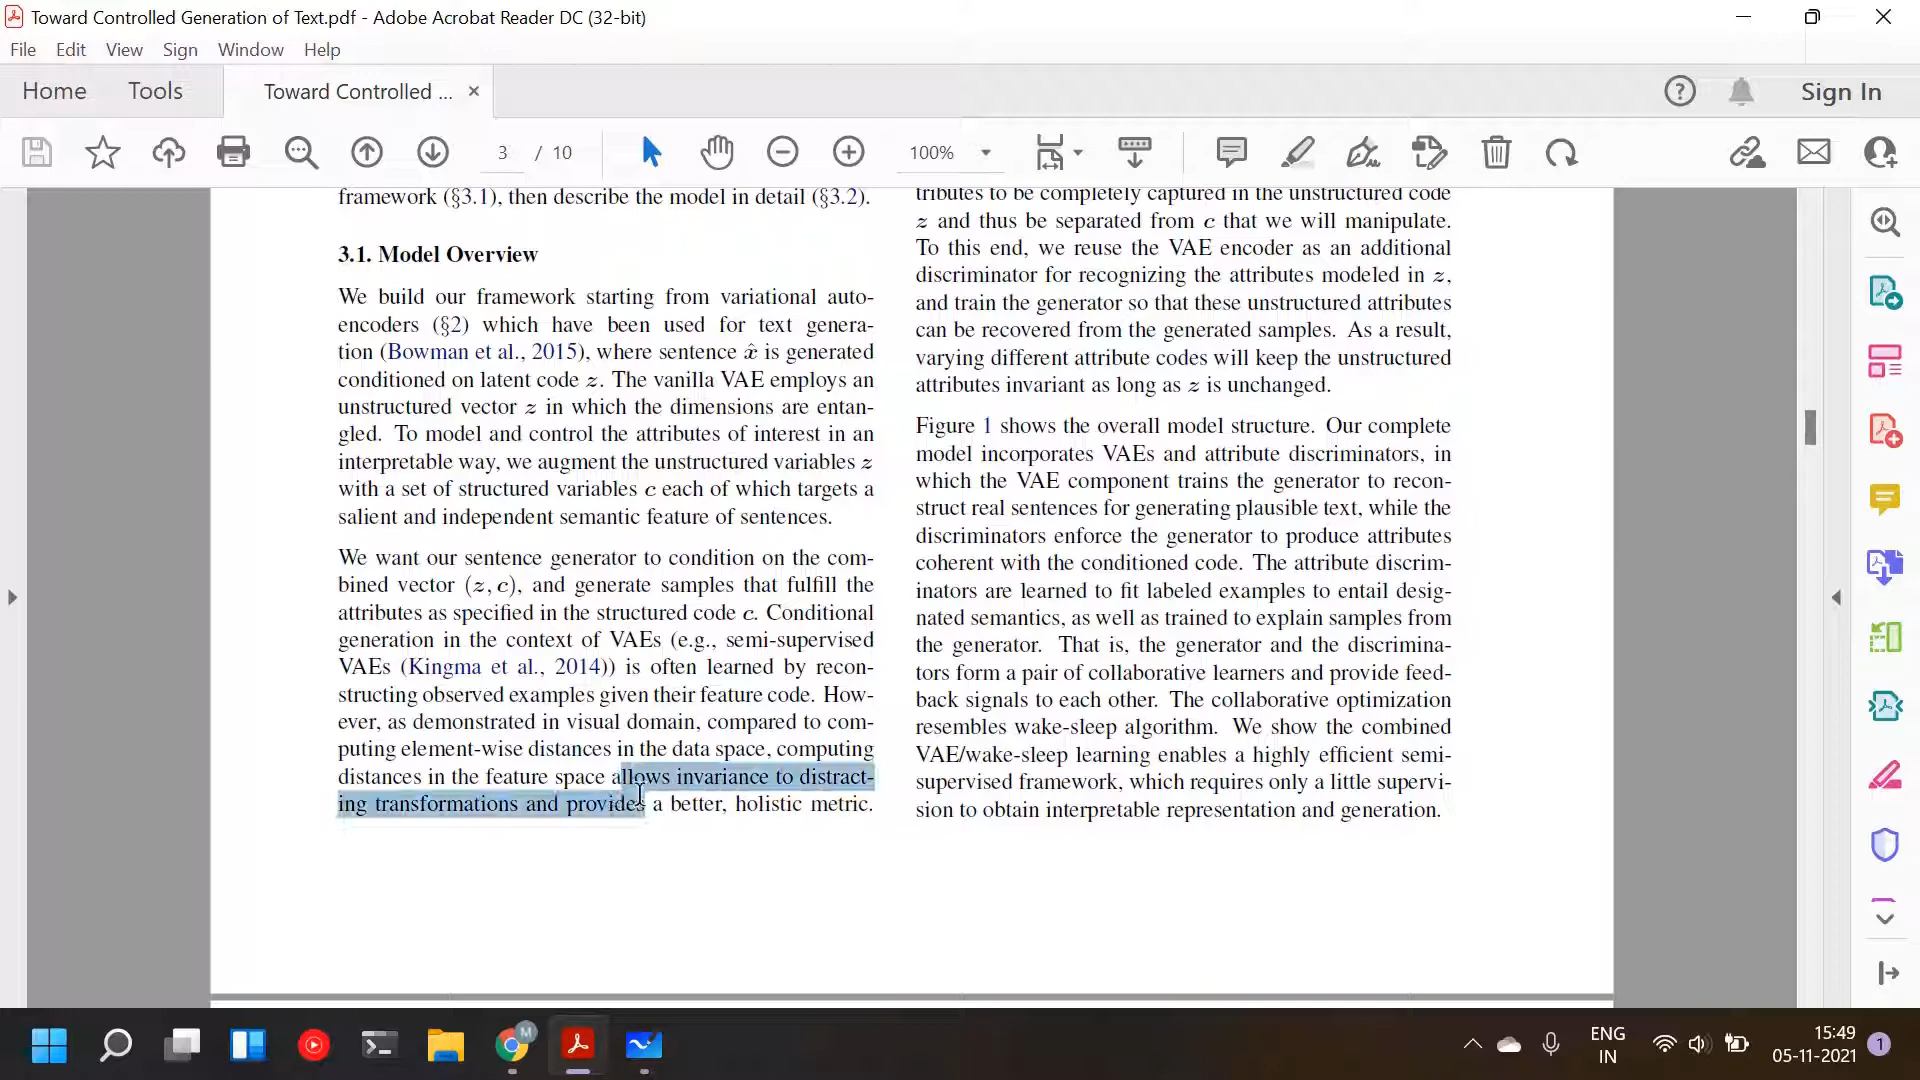 Toward Controlled Generation of Text.pdf - Adobe Acrobat Reader DC (32-bit)
File Edit View Sign Window Help
Home Tools Toward Controlled ... × ? Sign In
3 / 10 100%
framework (§3.1), then describe the model in detail (§3.2).
3.1. Model Overview
We build our framework starting from variational auto-
encoders (§2) which have been used for text genera-
tion (Bowman et al., 2015), where sentence x̂ is generated
conditioned on latent code z. The vanilla VAE employs an
unstructured vector z in which the dimensions are entan-
gled. To model and control the attributes of interest in an
interpretable way, we augment the unstructured variables z
with a set of structured variables c each of which targets a
salient and independent semantic feature of sentences.
We want our sentence generator to condition on the com-
bined vector (z, c), and generate samples that fulfill the
attributes as specified in the structured code c. Conditional
generation in the context of VAEs (e.g., semi-supervised
VAEs (Kingma et al., 2014)) is often learned by recon-
structing observed examples given their feature code. How-
ever, as demonstrated in visual domain, compared to com-
puting element-wise distances in the data space, computing
distances in the feature space allows invariance to distract-
ing transformations and provides a better, holistic metric.
tributes to be completely captured in the unstructured code
z and thus be separated from c that we will manipulate.
To this end, we reuse the VAE encoder as an additional
discriminator for recognizing the attributes modeled in z,
and train the generator so that these unstructured attributes
can be recovered from the generated samples. As a result,
varying different attribute codes will keep the unstructured
attributes invariant as long as z is unchanged.
Figure 1 shows the overall model structure. Our complete
model incorporates VAEs and attribute discriminators, in
which the VAE component trains the generator to recon-
struct real sentences for generating plausible text, while the
discriminators enforce the generator to produce attributes
coherent with the conditioned code. The attribute discrim-
inators are learned to fit labeled examples to entail desig-
nated semantics, as well as trained to explain samples from
the generator. That is, the generator and the discrimina-
tors form a pair of collaborative learners and provide feed-
back signals to each other. The collaborative optimization
resembles wake-sleep algorithm. We show the combined
VAE/wake-sleep learning enables a highly efficient semi-
supervised framework, which requires only a little supervi-
sion to obtain interpretable representation and generation.
M
ENG
IN
15:49
05-11-2021
1